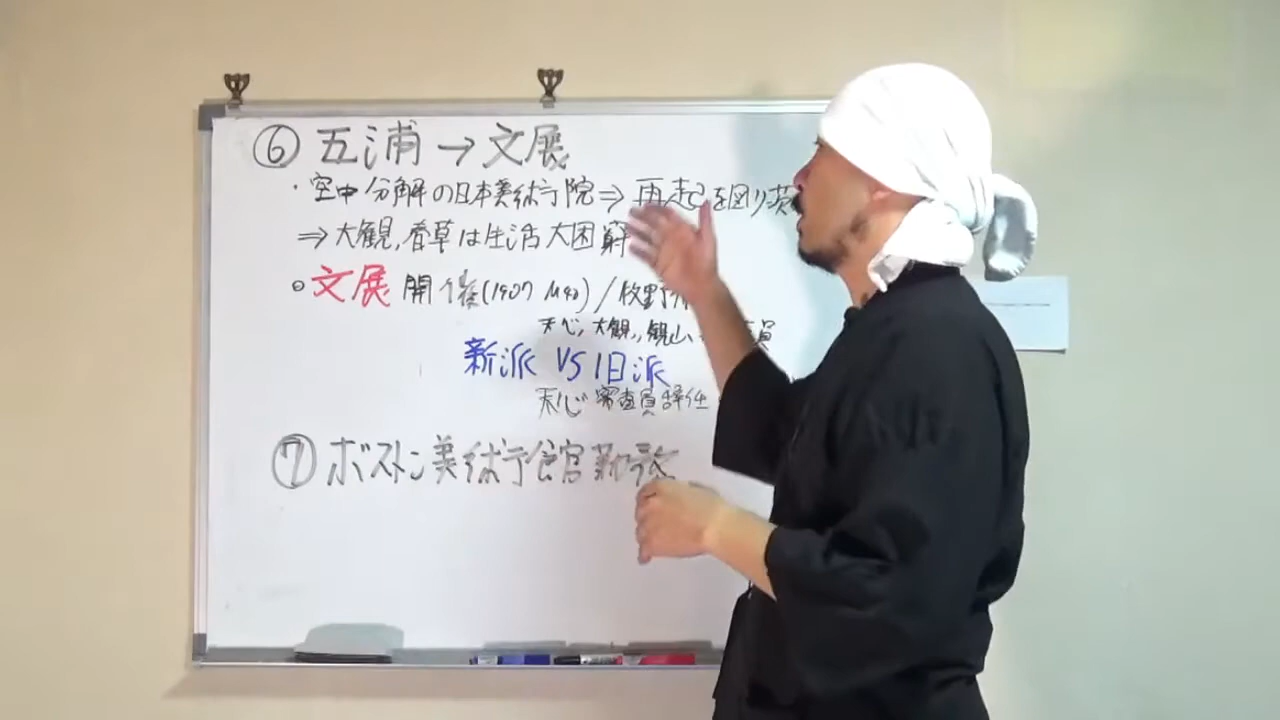 ⑥ 五浦→文展
・空中分解の日本美術院⇒再起を図り茨
⇒大観,春草は生活大困窮
○文展 開催(1907 M40)/牧野
天心,大観,,観山 員
新派 VS 旧派
天心 審査員辞任
⑦ ボストン美術館勤務